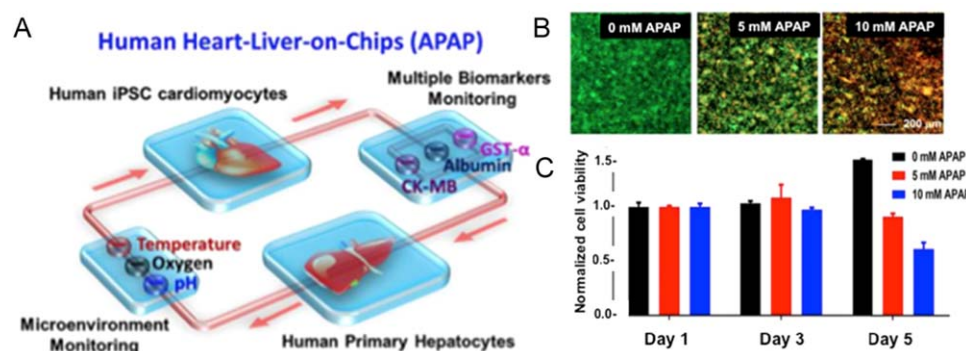 A
Human Heart-Liver-on-Chips (APAP)
Human iPSC cardiomyocytes
Multiple Biomarkers
Monitoring
GST-α
Albumin
CK-MB
Temperature
Oxygen
pH
Microenvironment
Monitoring
Human Primary Hepatocytes
B
0 mM APAP
5 mM APAP
10 mM APAP
200 µm
C
Normalized cell viability
1.5
1.0
0.5
0.0
0 mM APAP
5 mM APAP
10 mM APAP
Day 1
Day 3
Day 5